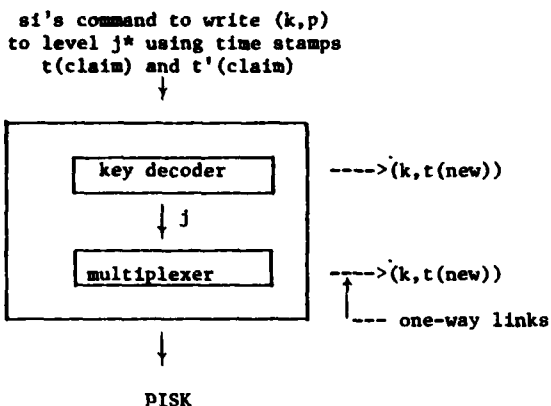 si's command to write (k,p)
to level j* using time stamps
t(claim) and t'(claim)
key decoder
---->(k,t(new))
j
multiplexer
---->(k,t(new))
--- one-way links
DISK